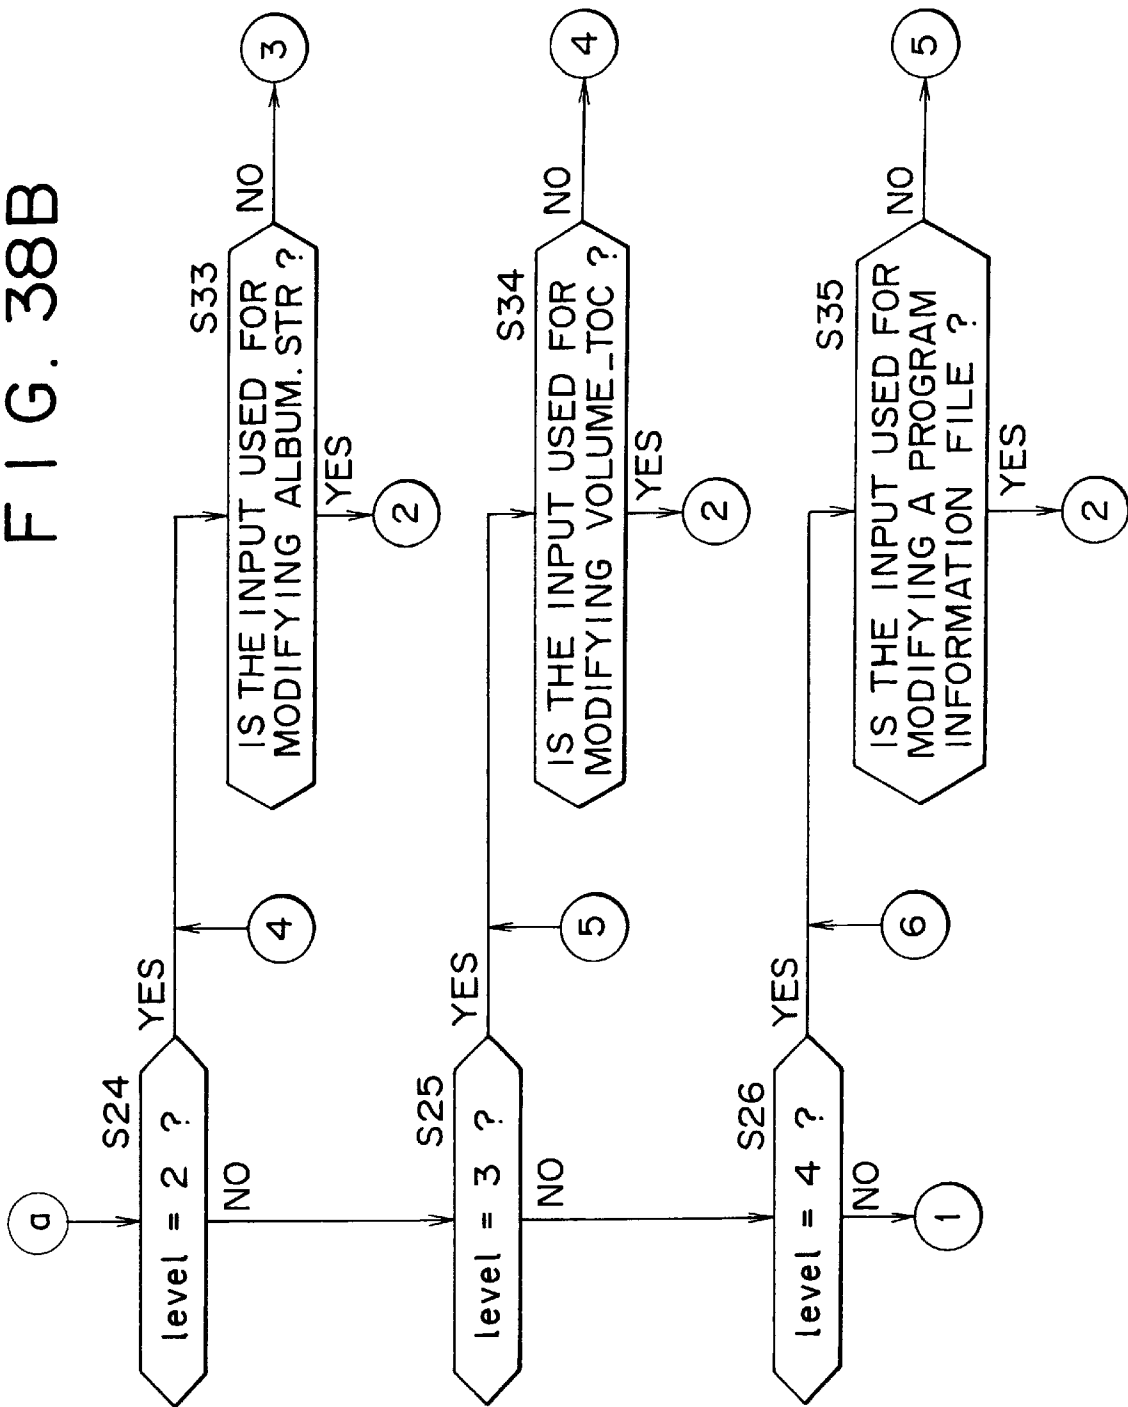 F I G. 38B
a
S24
level = 2 ?
YES
NO
4
S33
IS THE INPUT USED FOR
MODIFYING ALBUM.STR ?
NO
3
YES
2
S25
level = 3 ?
YES
NO
5
S34
IS THE INPUT USED FOR
MODIFYING VOLUME_TOC ?
NO
4
YES
2
S26
level = 4 ?
YES
NO
1
6
S35
IS THE INPUT USED FOR
MODIFYING A PROGRAM
INFORMATION FILE ?
NO
5
YES
2